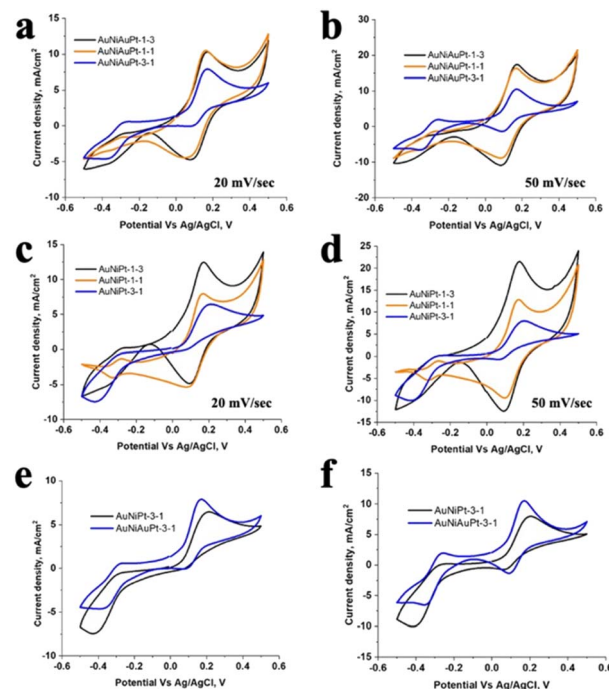 a
b
AuNiAuPt-1-3
AuNiAuPt-1-1
AuNiAuPt-3-1
Current density, mA/cm²
15
10
5
0
-5
-10
-0.6 -0.4 -0.2 0.0 0.2 0.4 0.6
20 mV/sec
Potential Vs Ag/AgCl, V
AuNiAuPt-1-3
AuNiAuPt-1-1
AuNiAuPt-3-1
Current density, mA/cm²
30
20
10
0
-10
-20
-0.6 -0.4 -0.2 0.0 0.2 0.4 0.6
50 mV/sec
Potential Vs Ag/AgCl, V
c
d
AuNiPt-1-3
AuNiPt-1-1
AuNiPt-3-1
Current density, mA/cm²
15
10
5
0
-5
-10
-0.6 -0.4 -0.2 0.0 0.2 0.4 0.6
20 mV/sec
Potential Vs Ag/AgCl, V
AuNiPt-1-3
AuNiPt-1-1
AuNiPt-3-1
Current density, mA/cm²
25
20
15
10
5
0
-5
-10
-15
-20
-0.6 -0.4 -0.2 0.0 0.2 0.4 0.6
50 mV/sec
Potential Vs Ag/AgCl, V
e
f
AuNiPt-3-1
AuNiAuPt-3-1
Current density, mA/cm²
10
5
0
-5
-10
-0.6 -0.4 -0.2 0.0 0.2 0.4 0.6
Potential Vs Ag/AgCl, V
AuNiPt-3-1
AuNiAuPt-3-1
Current density, mA/cm²
15
10
5
0
-5
-10
-15
-0.6 -0.4 -0.2 0.0 0.2 0.4 0.6
Potential Vs Ag/AgCl, V